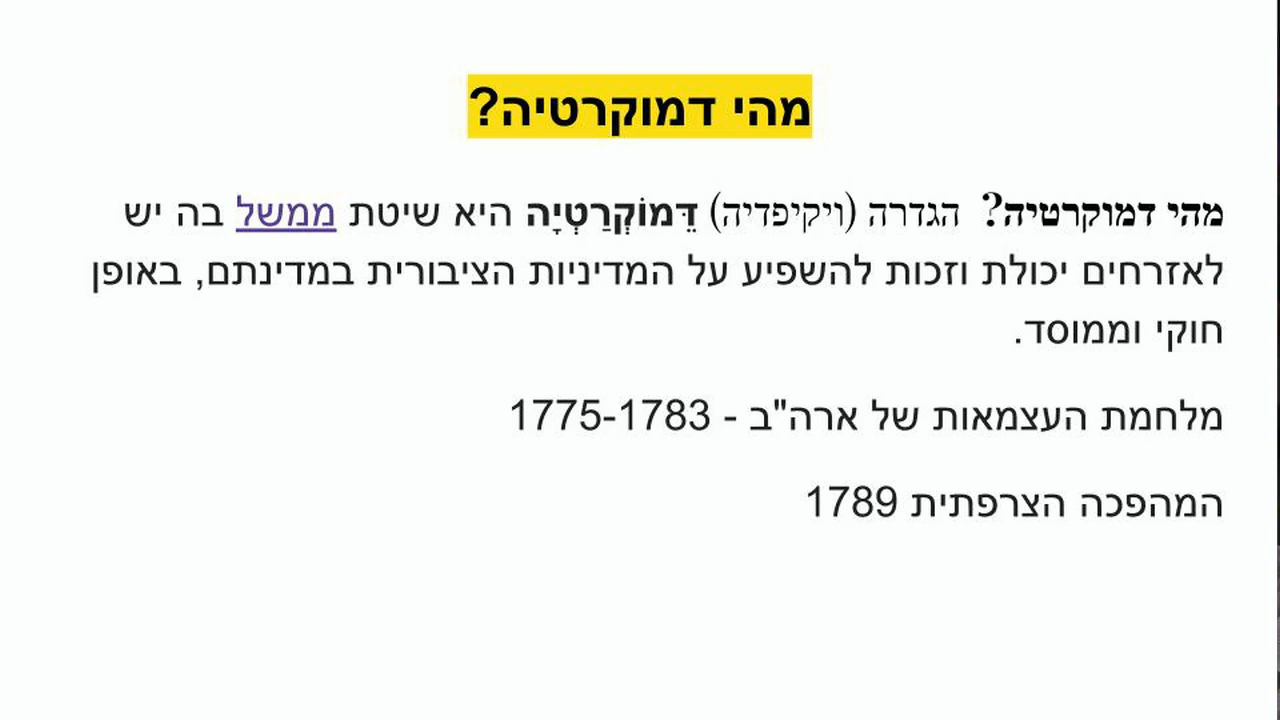 מהי דמוקרטיה?
מהי דמוקרטיה? הגדרה (ויקיפדיה) דֵּמוֹקְרַטְיָה היא שיטת ממשל בה יש
לאזרחים יכולת וזכות להשפיע על המדיניות הציבורית במדינתם, באופן
חוקי וממוסד.
מלחמת העצמאות של ארה"ב - 1775-1783
המהפכה הצרפתית 1789